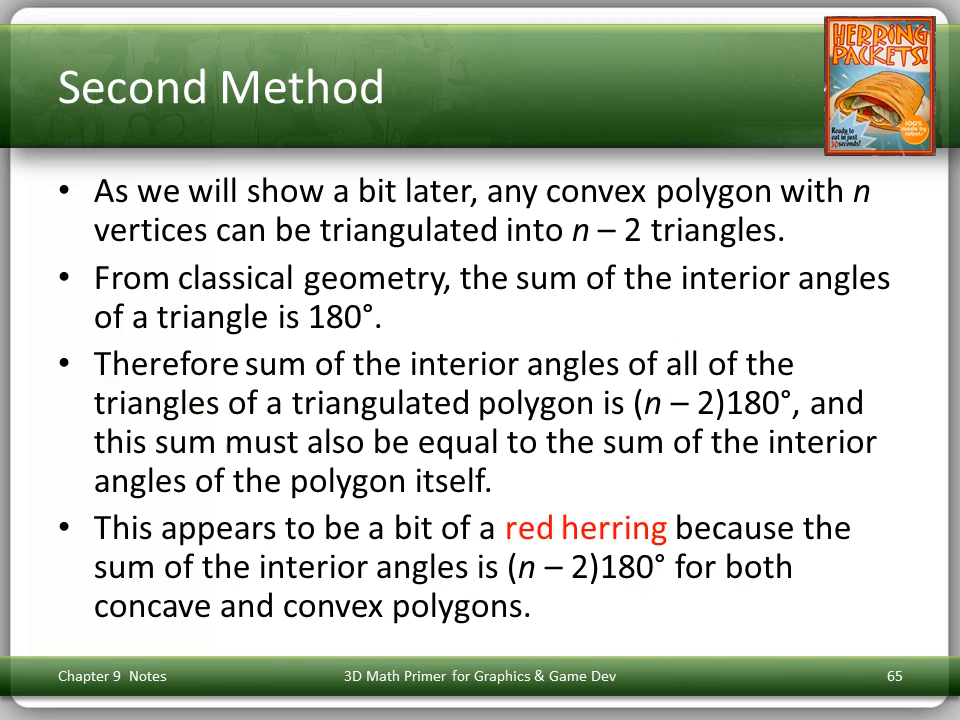 Second Method
HERRING
PACKETS!
Ready to
eat in just
seconds!
100%
made by
robots
• As we will show a bit later, any convex polygon with n
vertices can be triangulated into n – 2 triangles.
• From classical geometry, the sum of the interior angles
of a triangle is 180°.
• Therefore sum of the interior angles of all of the
triangles of a triangulated polygon is (n – 2)180°, and
this sum must also be equal to the sum of the interior
angles of the polygon itself.
• This appears to be a bit of a red herring because the
sum of the interior angles is (n – 2)180° for both
concave and convex polygons.
Chapter 9 Notes
3D Math Primer for Graphics & Game Dev
65